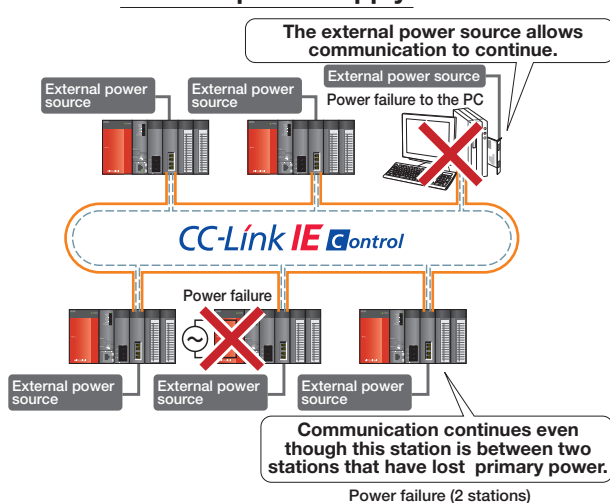 The external power source allows
communication to continue.
External power
source
External power
source
External power source
Power failure to the PC
CC-Link IE Control
Power failure
External power
source
External power
source
External power
source
Communication continues even
though this station is between two
stations that have lost primary power.
Power failure (2 stations)